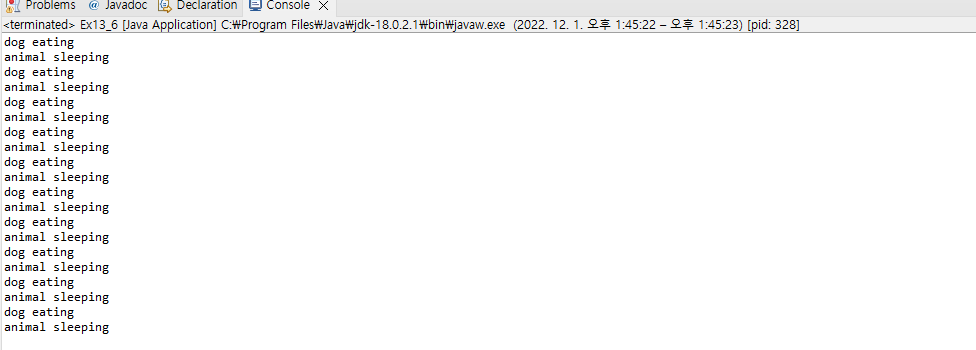 Problems @ Javadoc Declaration Console
<terminated> Ex13_6 [Java Application] C:₩Program Files₩Java₩jdk-18.0.2.1₩bin₩javaw.exe (2022. 12. 1. 오후 1:45:22 – 오후 1:45:23) [pid: 328]
dog eating
animal sleeping
dog eating
animal sleeping
dog eating
animal sleeping
dog eating
animal sleeping
dog eating
animal sleeping
dog eating
animal sleeping
dog eating
animal sleeping
dog eating
animal sleeping
dog eating
animal sleeping
dog eating
animal sleeping